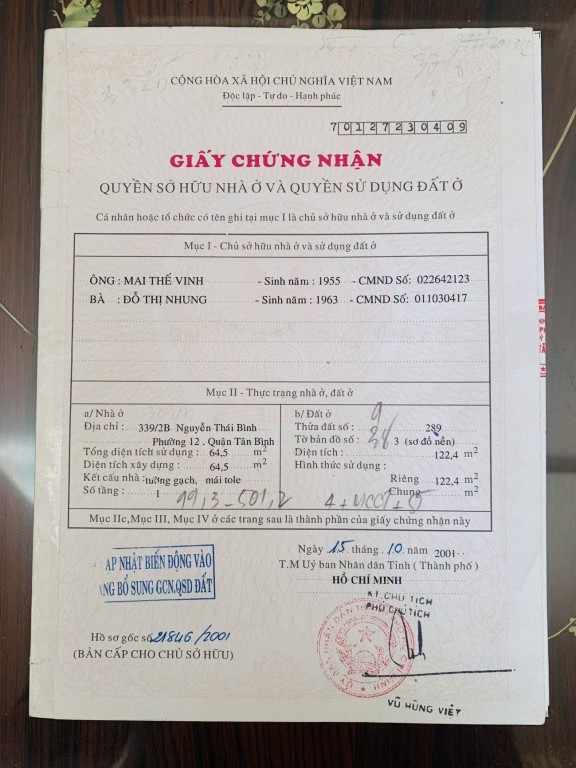 CỘNG HÒA XÃ HỘI CHỦ NGHĨA VIỆT NAM
Độc lập - Tự do - Hạnh phúc
7 0 1 2 7 2 3 0 4 0 9
GIẤY CHỨNG NHẬN
QUYỀN SỞ HỮU NHÀ Ở VÀ QUYỀN SỬ DỤNG ĐẤT Ở
Cá nhân hoặc tổ chức có tên ghi tại mục I là chủ sở hữu nhà ở và sử dụng đất ở
Mục I - Chủ sở hữu nhà ở và sử dụng đất ở
ÔNG : MAI THẾ VINH - Sinh năm : 1955 - CMND Số: 022642123
BÀ : ĐỖ THỊ NHUNG - Sinh năm : 1963 - CMND Số: 011030417
Mục II - Thực trạng nhà ở, đất ở
a/ Nhà ở
Địa chỉ : 339/2B Nguyễn Thái Bình
Phường 12 . Quận Tân Bình
Tổng diện tích sử dụng : 64,5 m2
Diện tích xây dựng : 64,5 m2
Kết cấu nhà : tường gạch, mái tole
Số tầng : 1
b/ Đất ở
9
Thửa đất số : 289
Tờ bản đồ số : 38 3 (sơ đồ nền)
Diện tích : 122,4 m2
Hình thức sử dụng :
Riêng 122,4 m2
Chung m2
99,3-501,2
Mục IIc, Mục III, Mục IV ở các trang sau là thành phần của giấy chứng nhận này
Ngày 15 tháng 10 năm 2001
T.M Uỷ ban Nhân dân Tỉnh ( Thành phố )
HỒ CHÍ MINH
KT.CHỦ TỊCH
PHÓ CHỦ TỊCH
VŨ HÙNG VIỆT
ẬP NHẬT BIẾN ĐỘNG VÀO
ANG BỔ SUNG GCN.QSD ĐẤT
Hồ sơ gốc số 21846/2001
(BẢN CẤP CHO CHỦ SỞ HỮU)